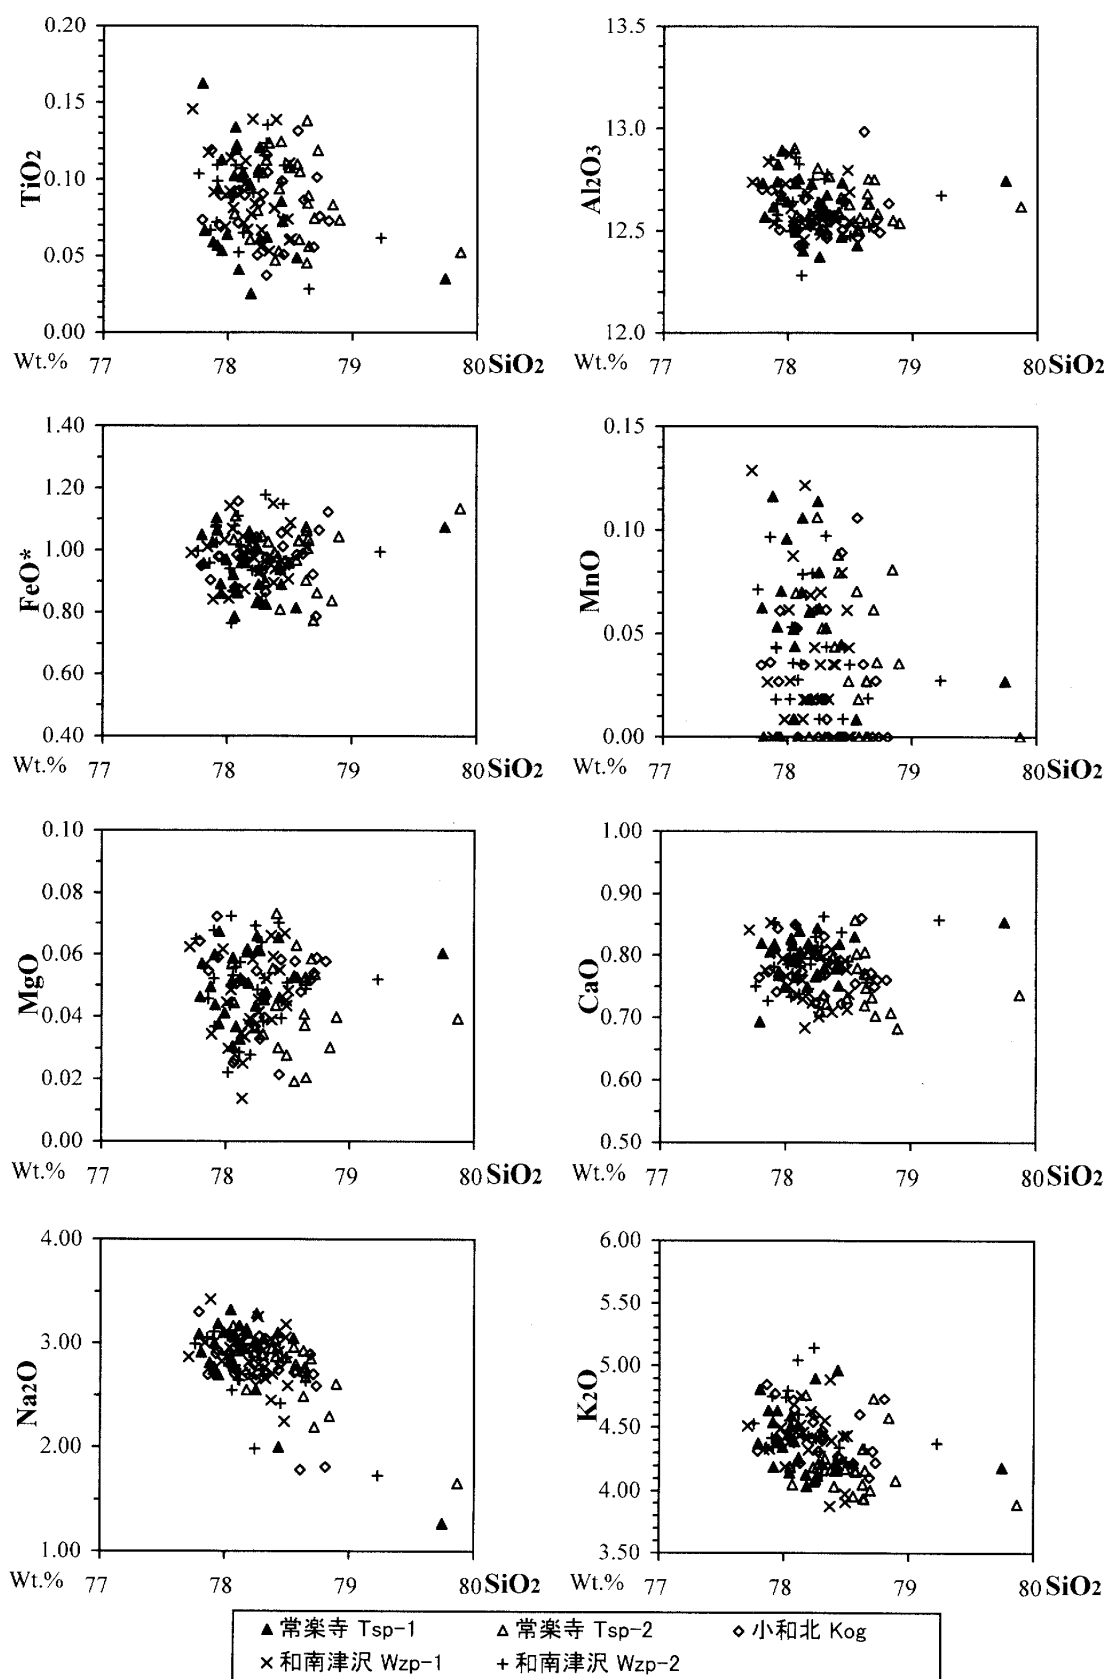 0.20
0.15
0.10
0.05
0.00
TiO2
Wt.% 77 78 79 80 SiO2
13.5
13.0
12.5
12.0
Al2O3
Wt.% 77 78 79 80 SiO2
1.40
1.20
1.00
0.80
0.60
0.40
FeO*
Wt.% 77 78 79 80 SiO2
0.15
0.10
0.05
0.00
MnO
Wt.% 77 78 79 80 SiO2
0.10
0.08
0.06
0.04
0.02
0.00
MgO
Wt.% 77 78 79 80 SiO2
1.00
0.90
0.80
0.70
0.60
0.50
CaO
Wt.% 77 78 79 80 SiO2
4.00
3.00
2.00
1.00
Na2O
Wt.% 77 78 79 80 SiO2
6.00
5.50
5.00
4.50
4.00
3.50
K2O
Wt.% 77 78 79 80 SiO2
▲ 常楽寺 Tsp-1 △ 常楽寺 Tsp-2 ◇ 小和北 Kog
× 和南津沢 Wzp-1 + 和南津沢 Wzp-2